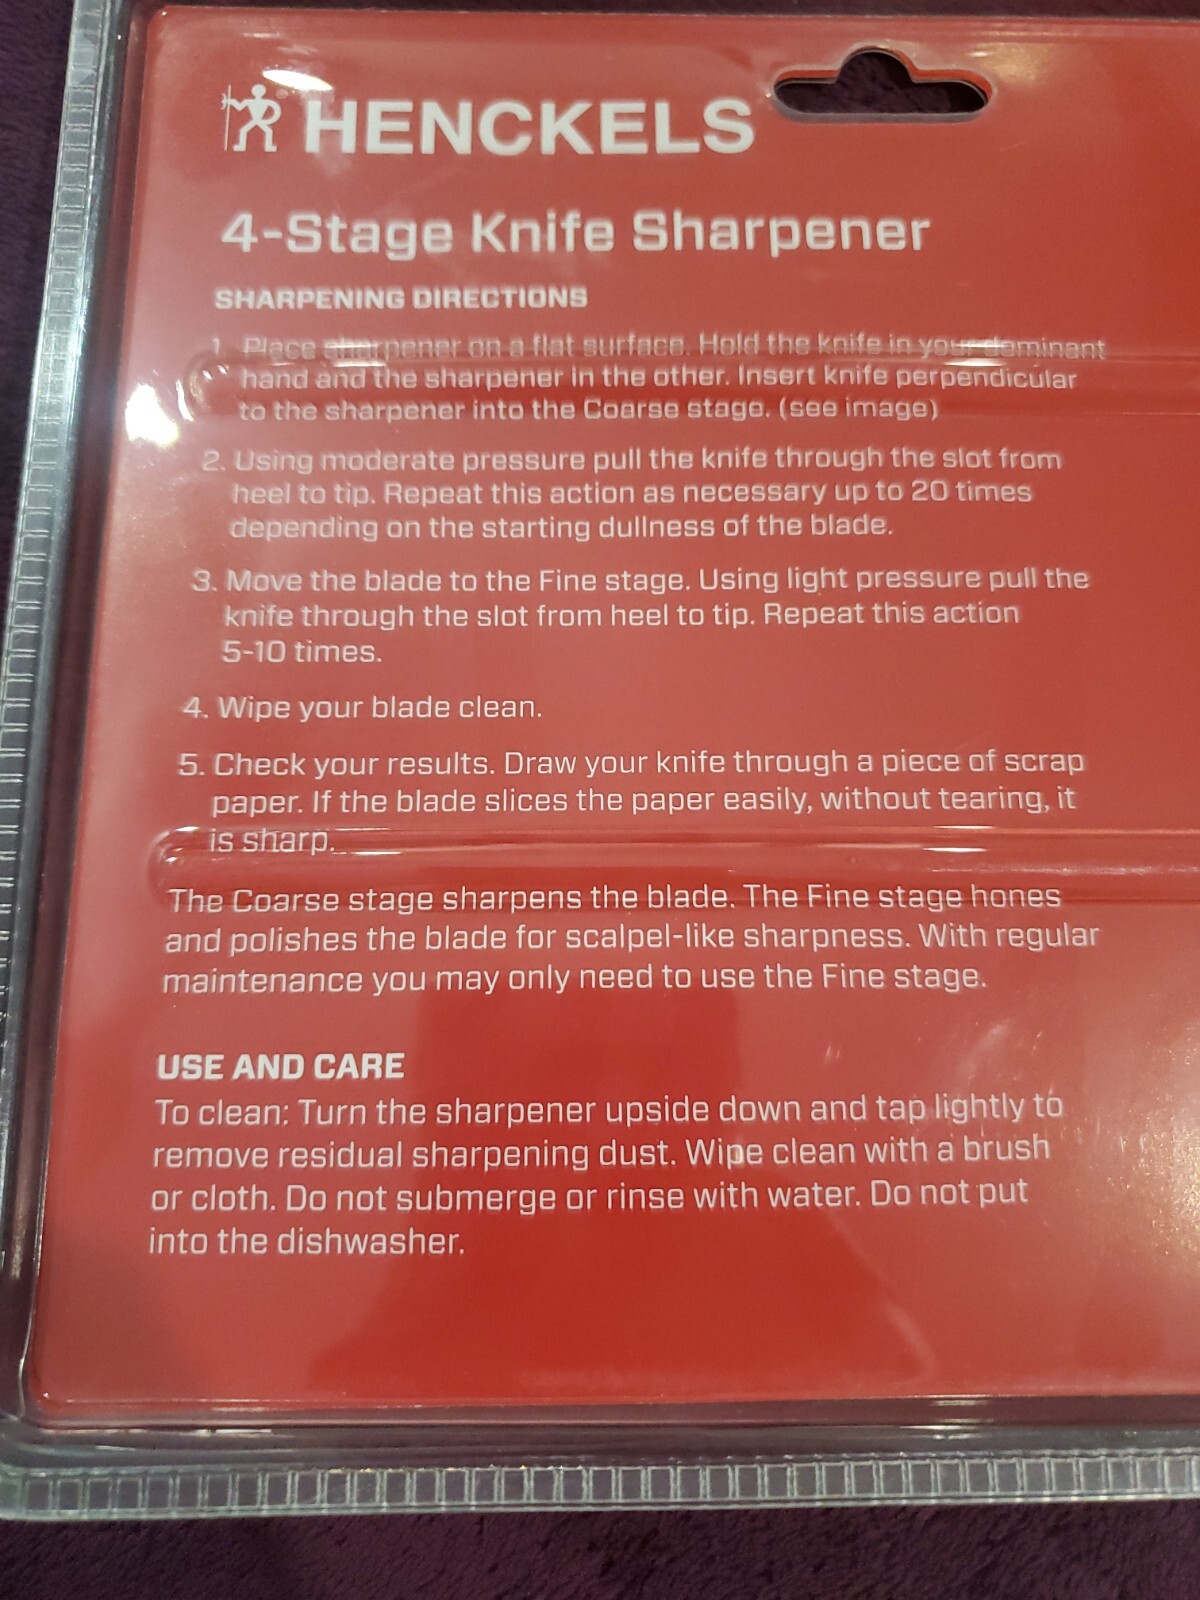 HENCKELS
4-Stage Knife Sharpener
SHARPENING DIRECTIONS
1. Place sharpener on a flat surface. Hold the knife in your dominant
hand and the sharpener in the other. Insert knife perpendicular
to the sharpener into the Coarse stage. (see image)
2. Using moderate pressure pull the knife through the slot from
heel to tip. Repeat this action as necessary up to 20 times
depending on the starting dullness of the blade.
3. Move the blade to the Fine stage. Using light pressure pull the
knife through the slot from heel to tip. Repeat this action
5-10 times.
4. Wipe your blade clean.
5. Check your results. Draw your knife through a piece of scrap
paper. If the blade slices the paper easily, without tearing, it
is sharp.
The Coarse stage sharpens the blade. The Fine stage hones
and polishes the blade for scalpel-like sharpness. With regular
maintenance you may only need to use the Fine stage.
USE AND CARE
To clean: Turn the sharpener upside down and tap lightly to
remove residual sharpening dust. Wipe clean with a brush
or cloth. Do not submerge or rinse with water. Do not put
into the dishwasher.